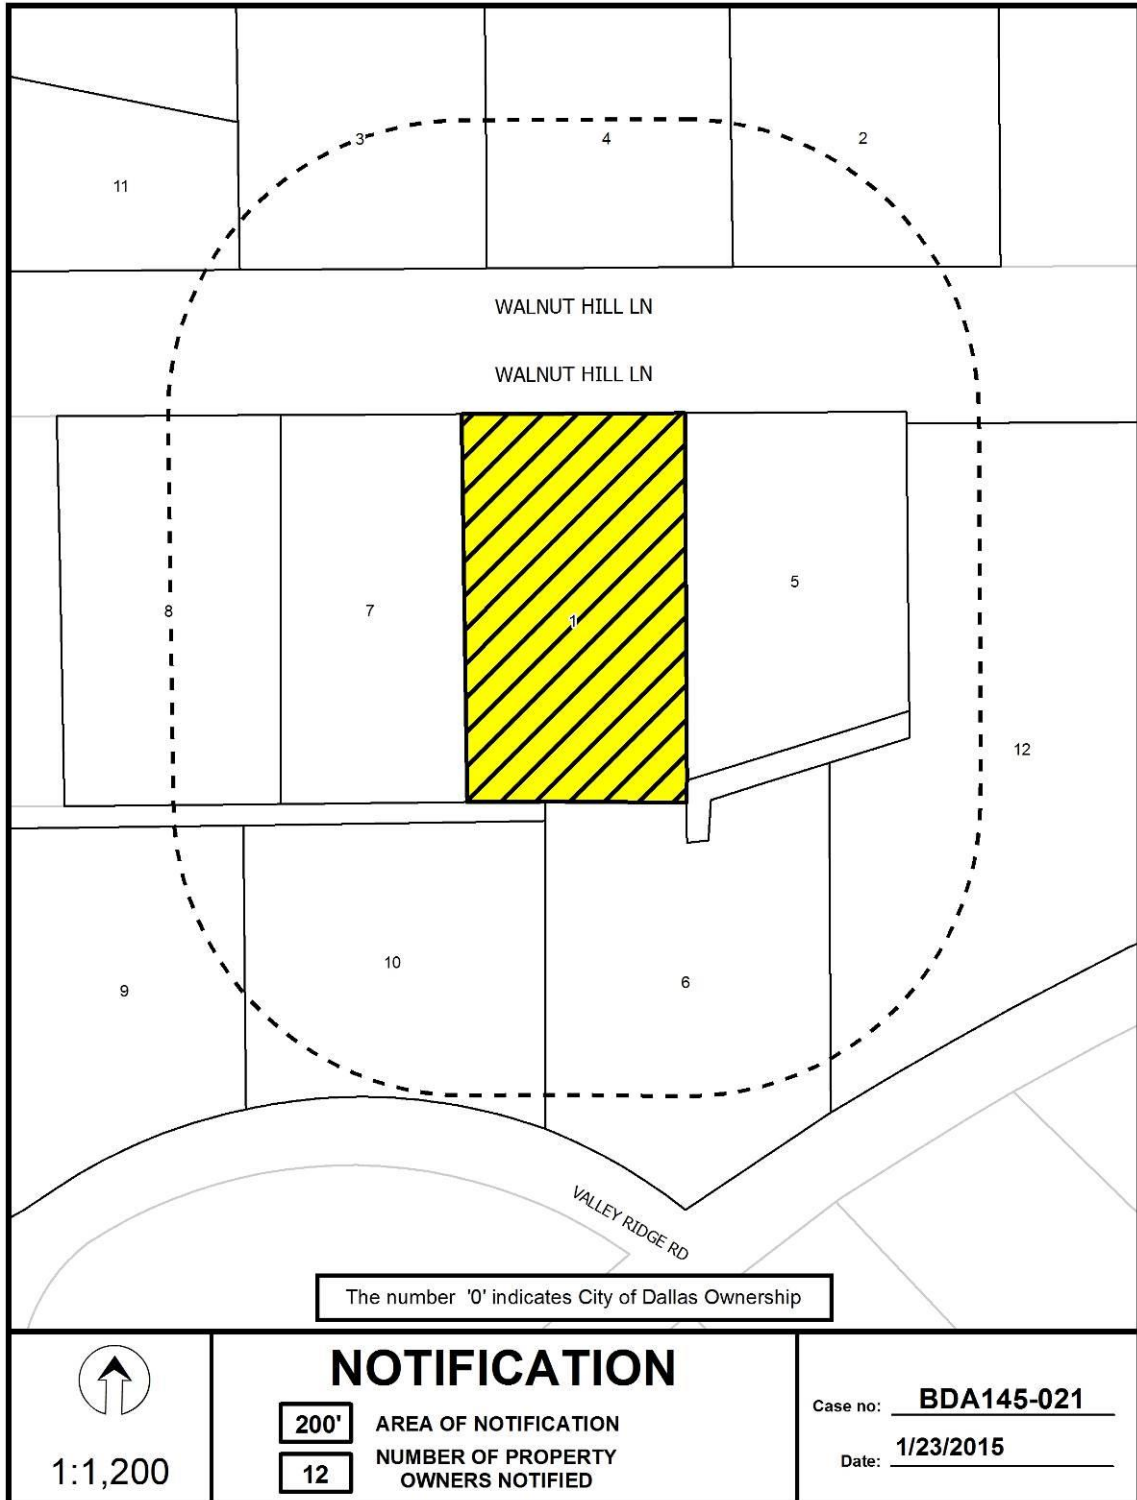 3
4
2
11
WALNUT HILL LN
WALNUT HILL LN
5
8
7
1
12
10
6
9
VALLEY RIDGE RD
The number '0' indicates City of Dallas Ownership
1:1,200
NOTIFICATION
200' AREA OF NOTIFICATION
12 NUMBER OF PROPERTY
OWNERS NOTIFIED
Case no: BDA145-021
Date: 1/23/2015